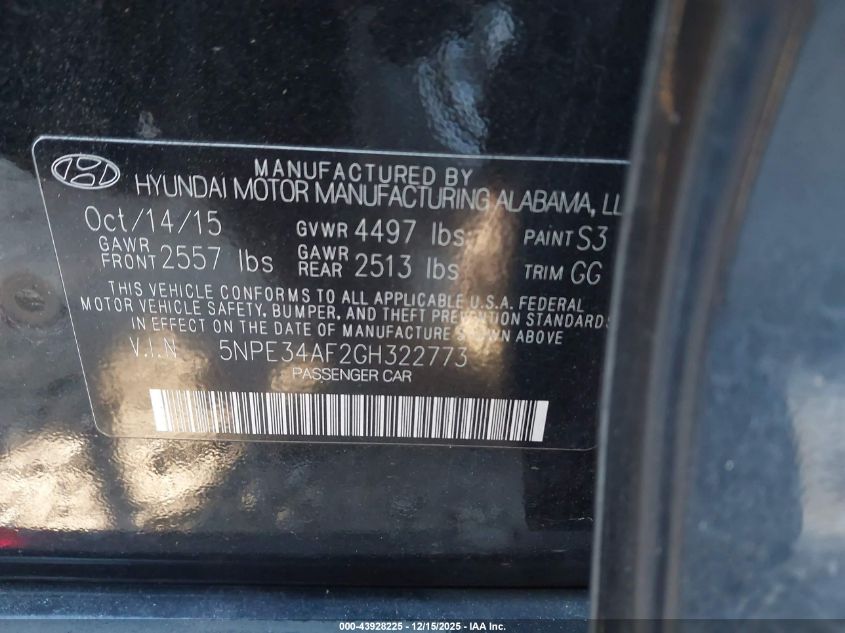 MANUFACTURED BY
HYUNDAI MOTOR MANUFACTURING ALABAMA, LL
Oct/14/15 GVWR 4497 lbs PAINT S3
GAWR FRONT 2557 lbs GAWR REAR 2513 lbs TRIM GG
THIS VEHICLE CONFORMS TO ALL APPLICABLE U.S.A. FEDERAL
MOTOR VEHICLE SAFETY, BUMPER, AND THEFT PREVENTION STANDARDS
IN EFFECT ON THE DATE OF MANUFACTURE SHOWN ABOVE
V.I.N. 5NPE34AF2GH322773
PASSENGER CAR
000-43928225 - 12/15/2025 - IAA Inc.